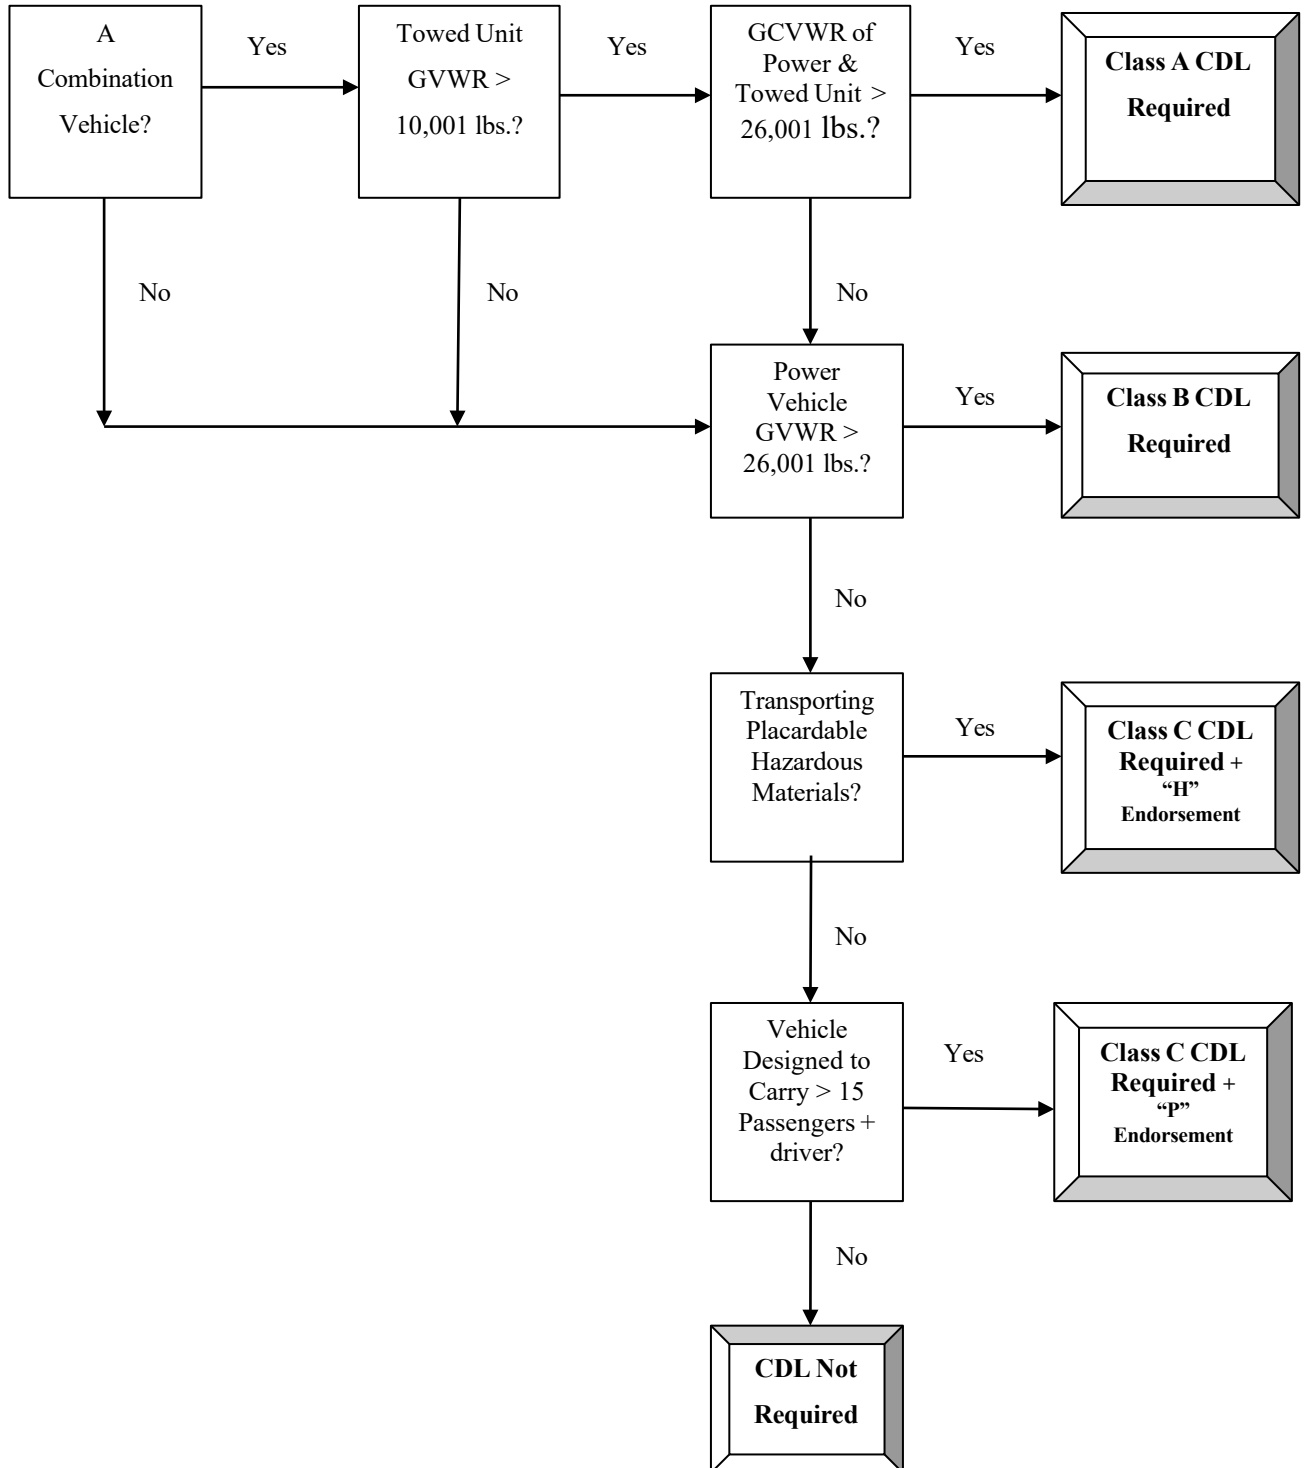 A
Combination
Vehicle?
Yes
Towed Unit
GVWR >
10,001 lbs.?
Yes
GCVWR of
Power &
Towed Unit >
26,001 lbs.?
Yes
Class A CDL
Required
No
No
No
Power
Vehicle
GVWR >
26,001 lbs.?
Yes
Class B CDL
Required
No
Transporting
Placardable
Hazardous
Materials?
Yes
Class C CDL
Required +
“H”
Endorsement
No
Vehicle
Designed to
Carry > 15
Passengers +
driver?
Yes
Class C CDL
Required +
“P”
Endorsement
No
CDL Not
Required